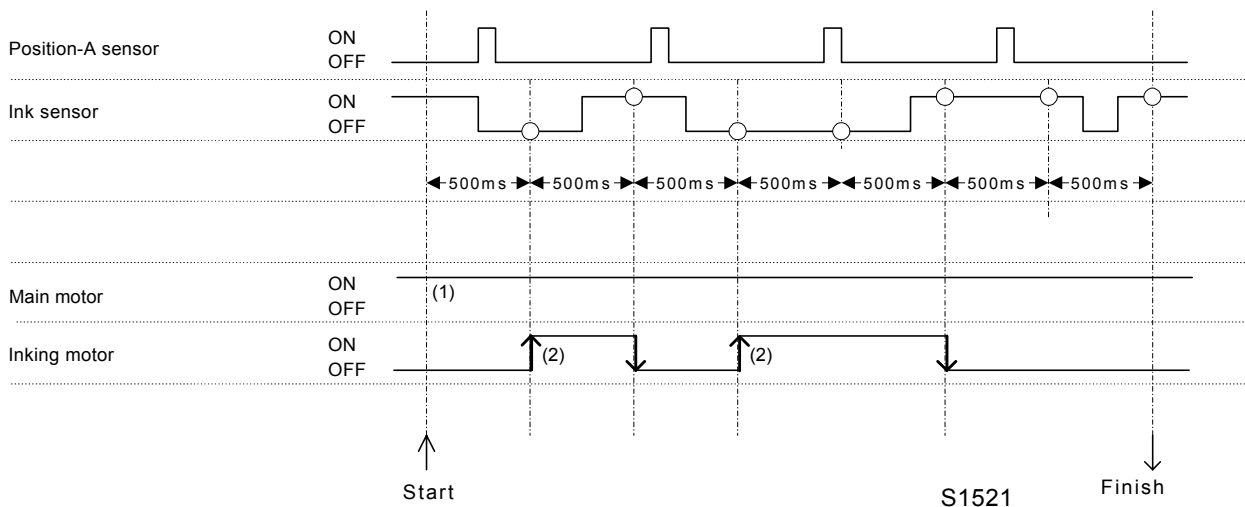 Position-A sensor ON
OFF
Ink sensor ON
OFF
500ms 500ms 500ms 500ms 500ms 500ms 500ms
Main motor ON
(1)
OFF
Inking motor ON
(2) (2)
OFF
Start S1521 Finish